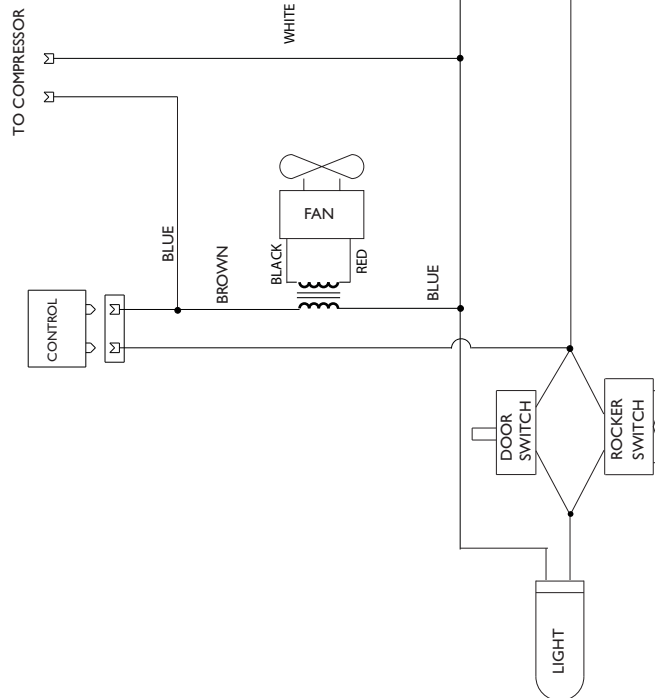 TO COMPRESSOR
WHITE
FAN
BLACK
RED
BLUE
BROWN
BLUE
CONTROL
DOOR
SWITCH
ROCKER
SWITCH
LIGHT